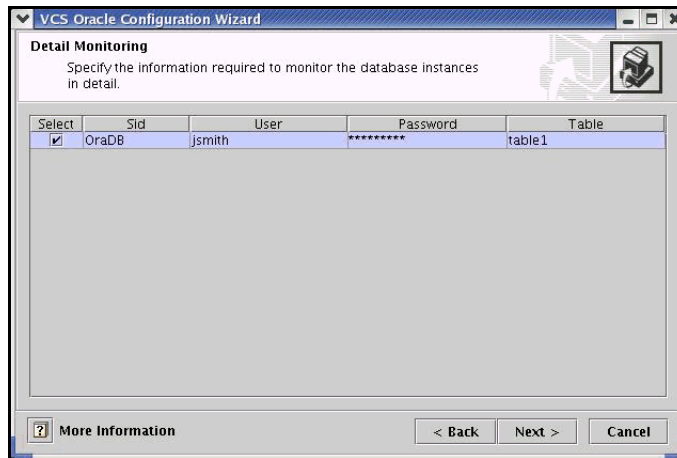 VCS Oracle Configuration Wizard
Detail Monitoring
Specify the information required to monitor the database instances
in detail.
Select Sid User Password Table
OraDB jsmith ********* table1
? More Information < Back Next > Cancel